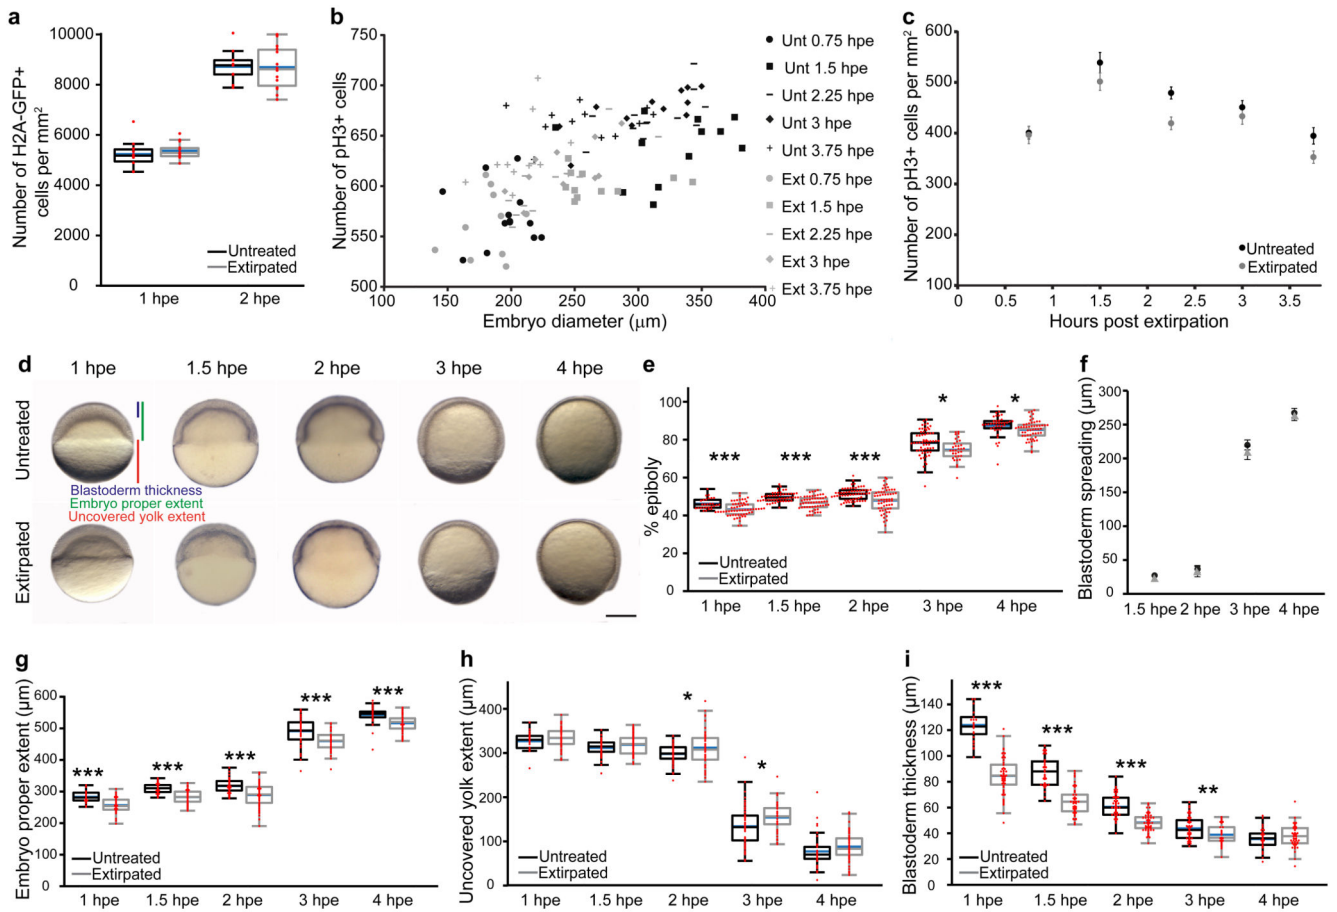 a
Number of H2A-GFP+
cells per mm²
10000
8000
6000
4000
2000
0
Untreated
Extirpated
1 hpe
2 hpe
b
Number of pH3+ cells
750
700
650
600
550
500
100
150
200
250
300
350
400
Embryo diameter (μm)
Unt 0.75 hpe
Unt 1.5 hpe
Unt 2.25 hpe
Unt 3 hpe
Unt 3.75 hpe
Ext 0.75 hpe
Ext 1.5 hpe
Ext 2.25 hpe
Ext 3 hpe
Ext 3.75 hpe
c
Number of pH3+ cells per mm²
600
500
400
300
200
100
Untreated
Extirpated
0
0.5
1
1.5
2
2.5
3
3.5
Hours post extirpation
d
1 hpe
1.5 hpe
2 hpe
3 hpe
4 hpe
Untreated
Blastoderm thickness
Embryo proper extent
Uncovered yolk extent
Extirpated
e
% epiboly
100
80
60
40
20
0
***
***
***
*
*
Untreated
Extirpated
1 hpe
1.5 hpe
2 hpe
3 hpe
4 hpe
f
Blastoderm spreading (μm)
300
250
200
150
100
50
0
1.5 hpe
2 hpe
3 hpe
4 hpe
g
Embryo proper extent (μm)
600
500
400
300
200
100
0
***
***
***
***
***
Untreated
Extirpated
1 hpe
1.5 hpe
2 hpe
3 hpe
4 hpe
h
Uncovered yolk extent (μm)
400
300
200
100
0
*
*
Untreated
Extirpated
1 hpe
1.5 hpe
2 hpe
3 hpe
4 hpe
i
Blastoderm thickness (μm)
140
120
100
80
60
40
20
0
***
***
***
**
Untreated
Extirpated
1 hpe
1.5 hpe
2 hpe
3 hpe
4 hpe